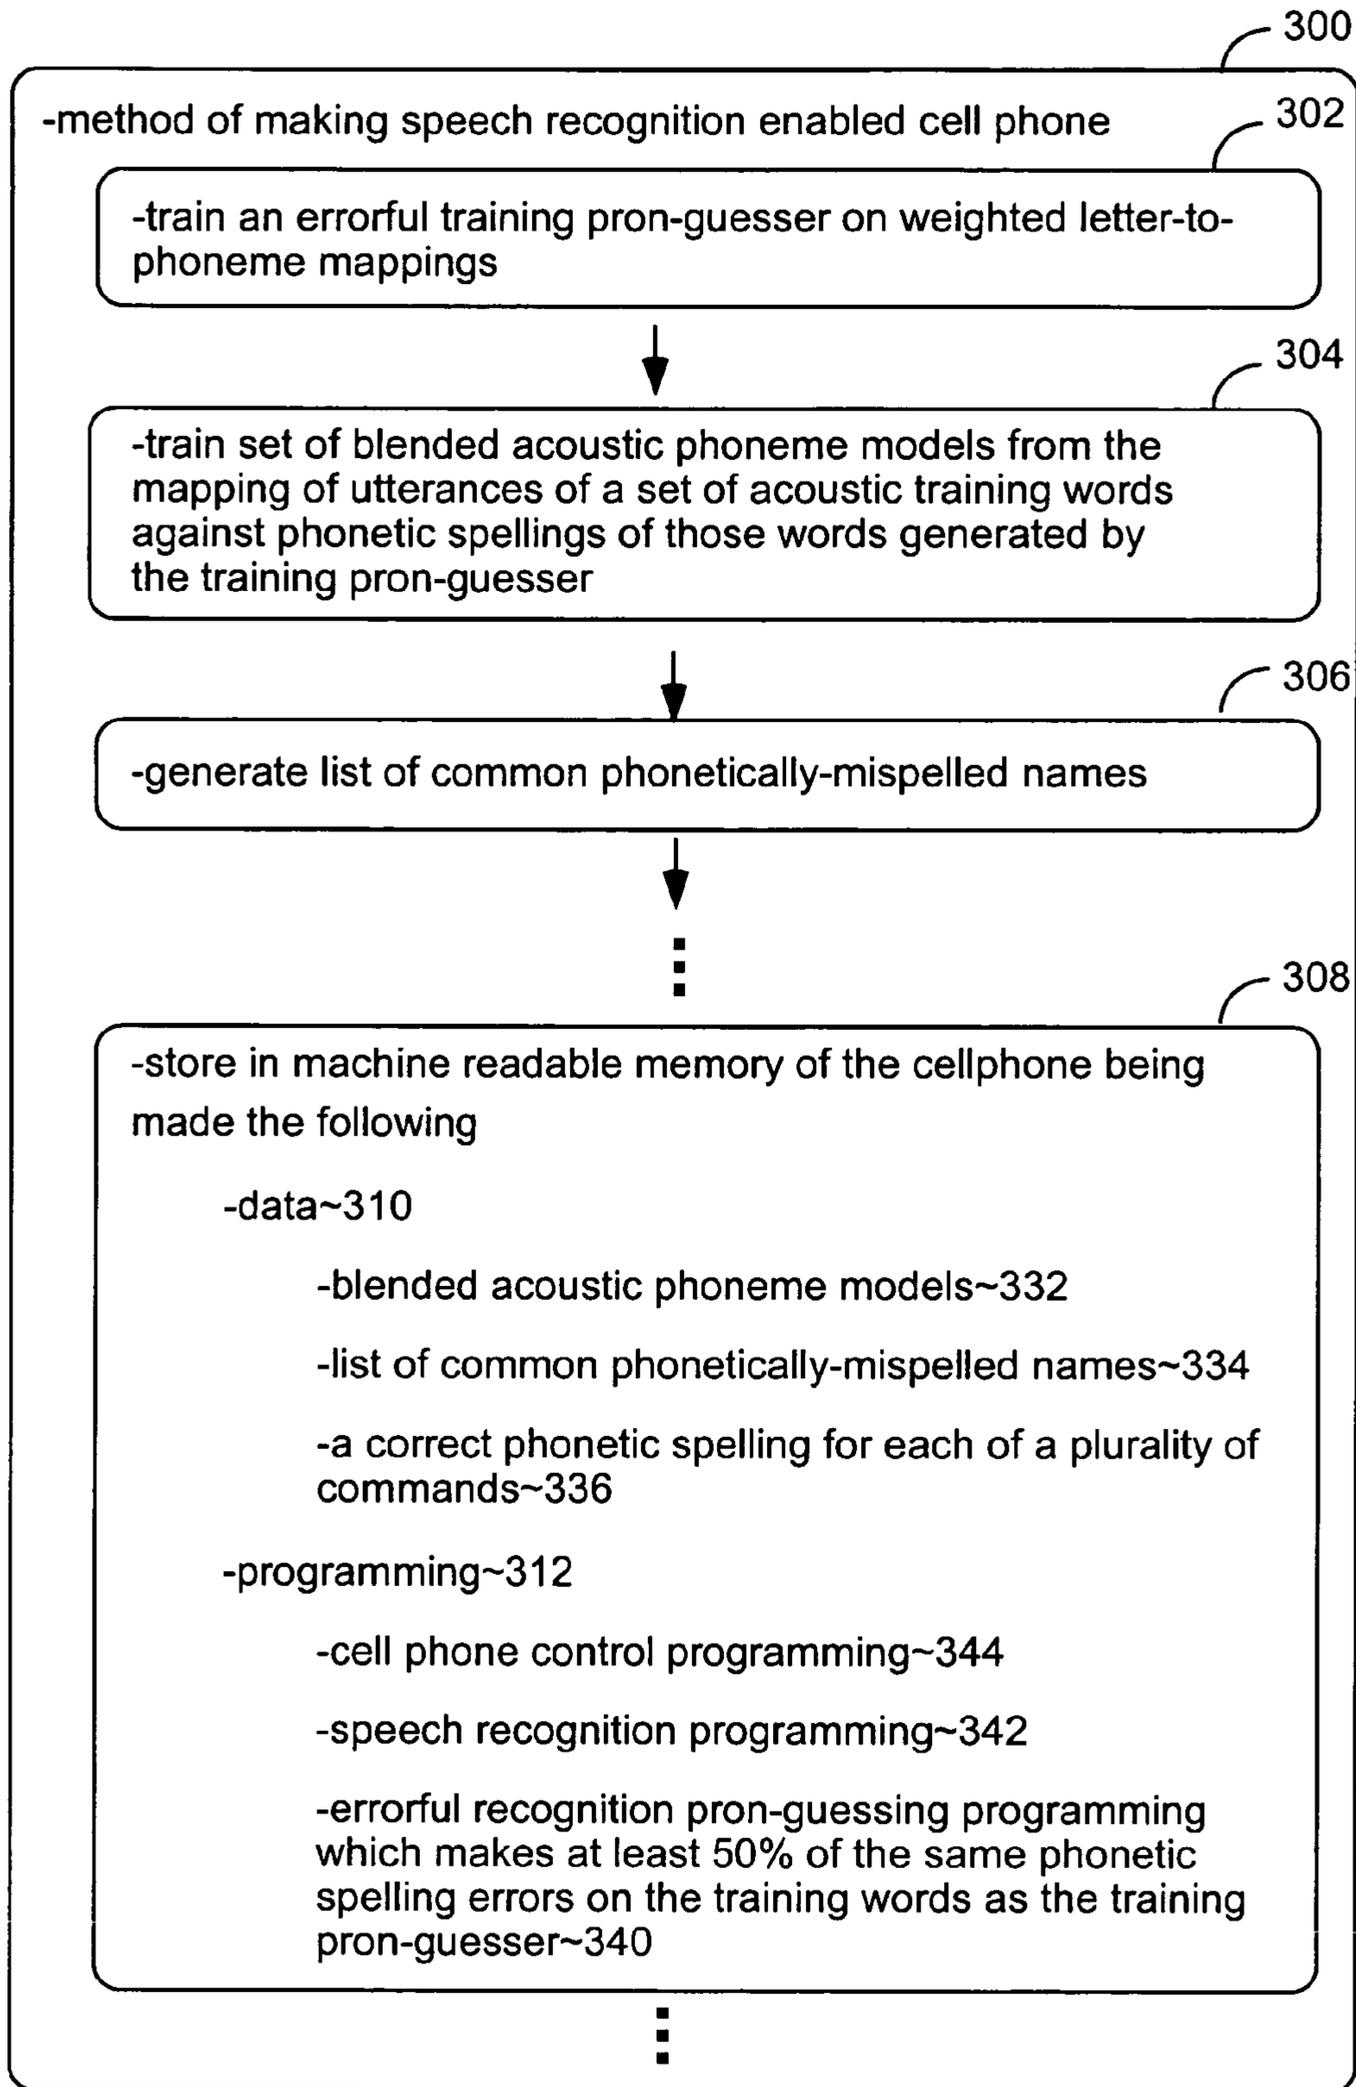 300
-method of making speech recognition enabled cell phone
302
-train an errorful training pron-guesser on weighted letter-to-
phoneme mappings
304
-train set of blended acoustic phoneme models from the
mapping of utterances of a set of acoustic training words
against phonetic spellings of those words generated by
the training pron-guesser
306
-generate list of common phonetically-mispelled names
308
-store in machine readable memory of the cellphone being
made the following
-data~310
-blended acoustic phoneme models~332
-list of common phonetically-mispelled names~334
-a correct phonetic spelling for each of a plurality of
commands~336
-programming~312
-cell phone control programming~344
-speech recognition programming~342
-errorful recognition pron-guessing programming
which makes at least 50% of the same phonetic
spelling errors on the training words as the training
pron-guesser~340